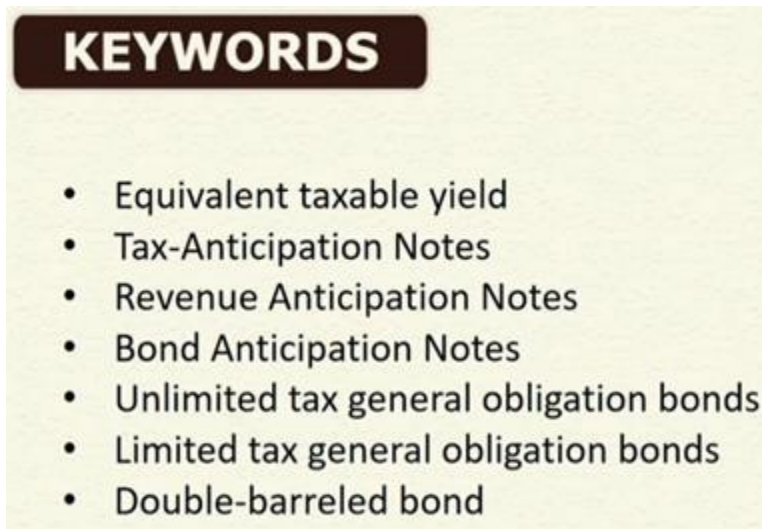 KEYWORDS
• Equivalent taxable yield
• Tax-Anticipation Notes
• Revenue Anticipation Notes
• Bond Anticipation Notes
• Unlimited tax general obligation bonds
• Limited tax general obligation bonds
• Double-barreled bond